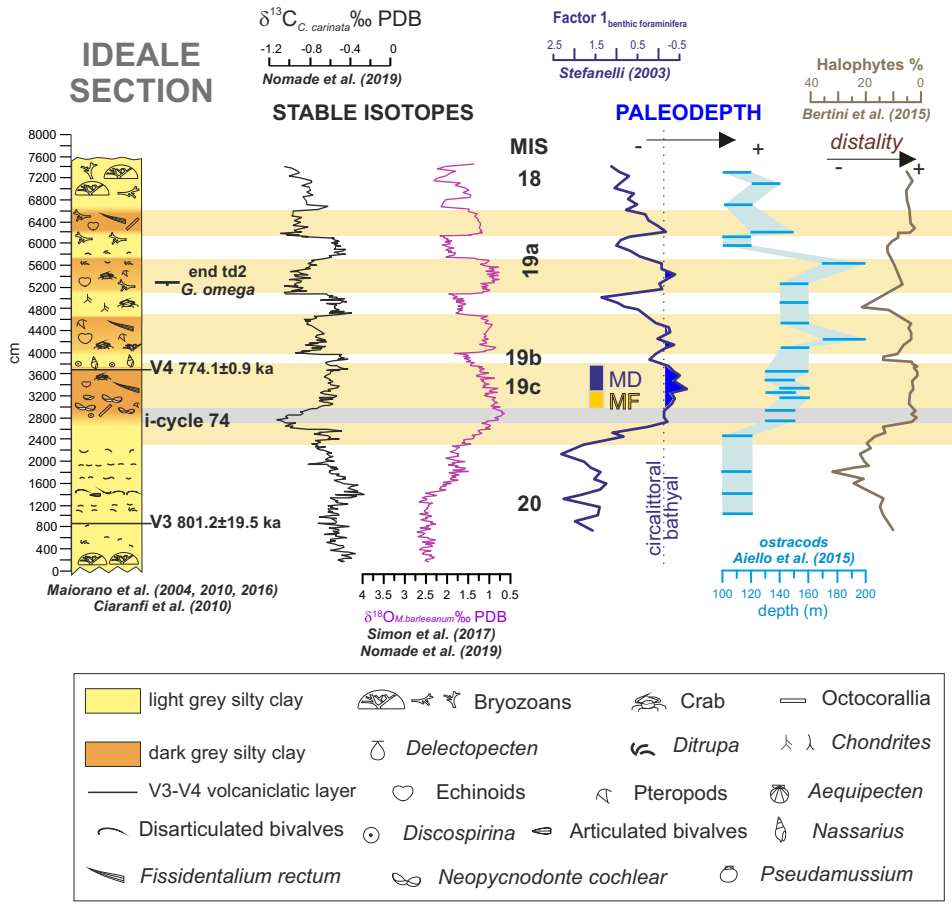 IDEALE
SECTION
δ13C C. carinata‰ PDB
-1.2 -0.8 -0.4 0
Nomade et al. (2019)
Factor 1benthic foraminifera
2.5 1.5 0.5 -0.5
Stefanelli (2003)
Halophytes %
40 20 0
Bertini et al. (2015)
STABLE ISOTOPES
PALEODEPTH
distality
- +
- +
MIS
8000
7600
7200
6800
6400
6000
5600
5200
4800
4400
4000
3600
3200
2800
2400
2000
1600
1200
800
400
0
cm
18
19a
19b
19c
20
end td2
G. omega
V4 774.1±0.9 ka
i-cycle 74
V3 801.2±19.5 ka
MD
MF
circalittoral
bathyal
Maiorano et al. (2004, 2010, 2016)
Ciaranfi et al. (2010)
4 3.5 3 2.5 2 1.5 1 0.5
δ18OM.barleeanum‰ PDB
Simon et al. (2017)
Nomade et al. (2019)
ostracods
Aiello et al. (2015)
100 120 140 160 180 200
depth (m)
light grey silty clay
Bryozoans
Crab
Octocorallia
dark grey silty clay
Delectopecten
Ditrupa
Chondrites
V3-V4 volcaniclatic layer
Echinoids
Pteropods
Aequipecten
Disarticulated bivalves
Discospirina
Articulated bivalves
Nassarius
Fissidentalium rectum
Neopycnodonte cochlear
Pseudamussium